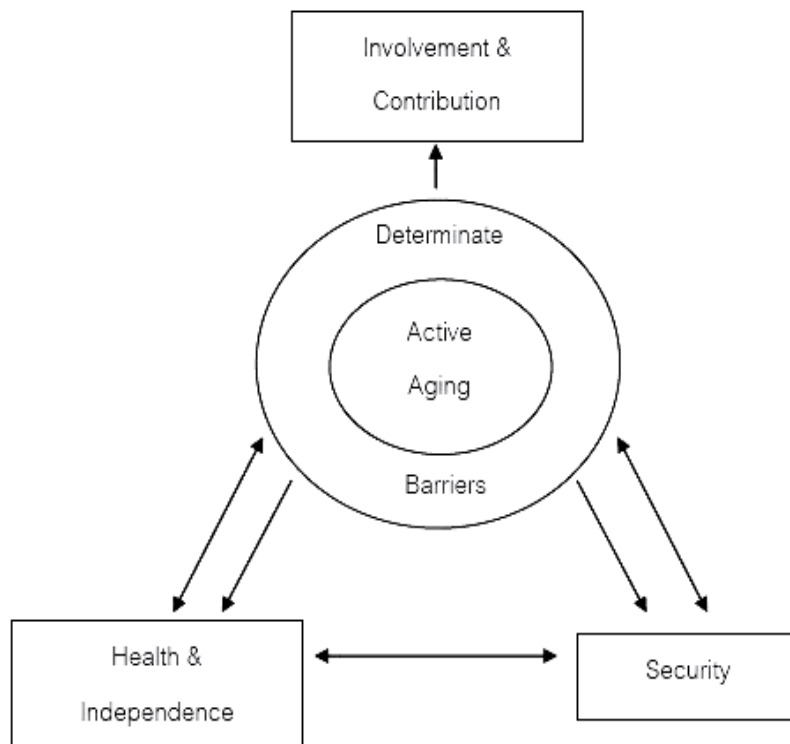 Involvement &
Contribution
Determinate
Active
Aging
Barriers
Health &
Independence
Security